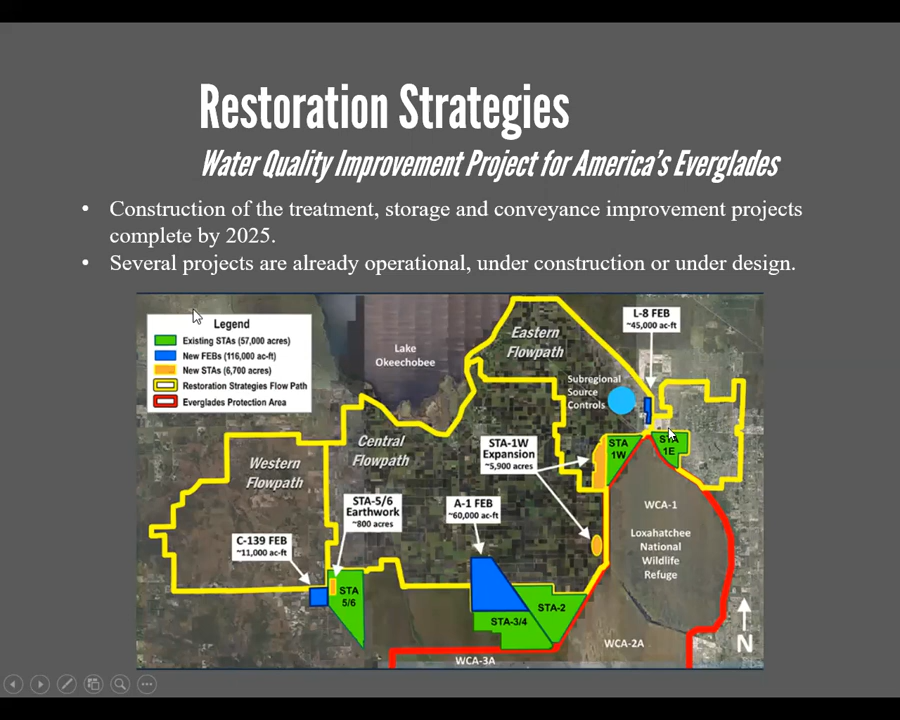 Restoration Strategies
Water Quality Improvement Project for America's Everglades
• Construction of the treatment, storage and conveyance improvement projects
complete by 2025.
• Several projects are already operational, under construction or under design.
Legend
Existing STAs (57,000 acres)
New FEBs (116,000 ac-ft)
New STAs (6,700 acres)
Restoration Strategies Flow Path
Everglades Protection Area
Lake
Okeechobee
Eastern
Flowpath
L-8 FEB
~45,000 ac-ft
Subregional
Source
Controls
Central
Flowpath
Western
Flowpath
STA-1W
Expansion
~5,900 acres
STA
1W
STA
1E
STA-5/6
Earthwork
~800 acres
A-1 FEB
~60,000 ac-ft
C-139 FEB
~11,000 ac-ft
WCA-1
Loxahatchee
National
Wildlife
Refuge
STA
5/6
STA-2
STA-3/4
WCA-2A
WCA-3A
N